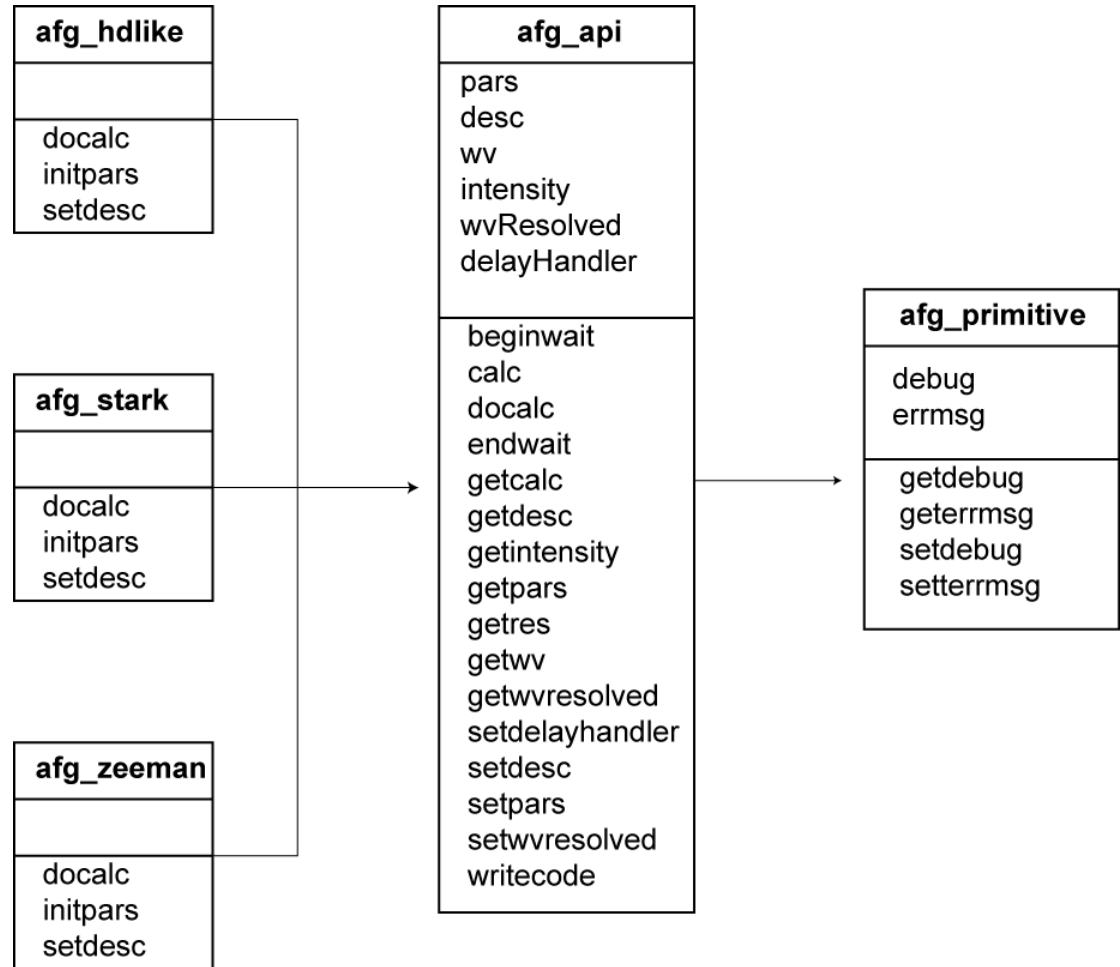 afg_hdlike
docalc
initpars
setdesc
afg_stark
docalc
initpars
setdesc
afg_zeeman
docalc
initpars
setdesc
afg_api
pars
desc
wv
intensity
wvResolved
delayHandler
beginwait
calc
docalc
endwait
getcalc
getdesc
getintensity
getpars
getres
getwv
getwvresolved
setdelayhandler
setdesc
setpars
setwvresolved
writecode
afg_primitive
debug
errmsg
getdebug
geterrmsg
setdebug
setterrmsg